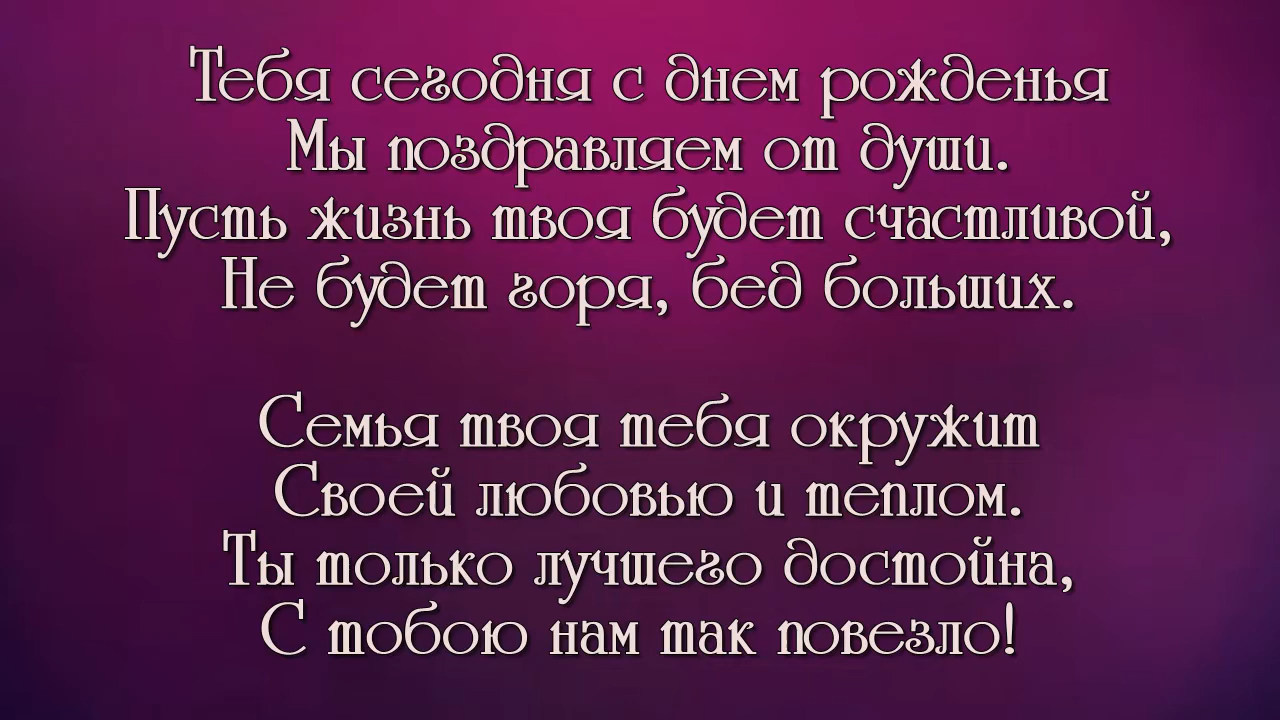 Тебя сегодня с днем рожденья
Мы поздравляем от души.
Пусть жизнь твоя будет счастливой,
Не будет горя, бед больших.
Семья твоя тебя окружит
Своей любовью и теплом.
Ты только лучшего достойна,
С тобою нам так повезло!